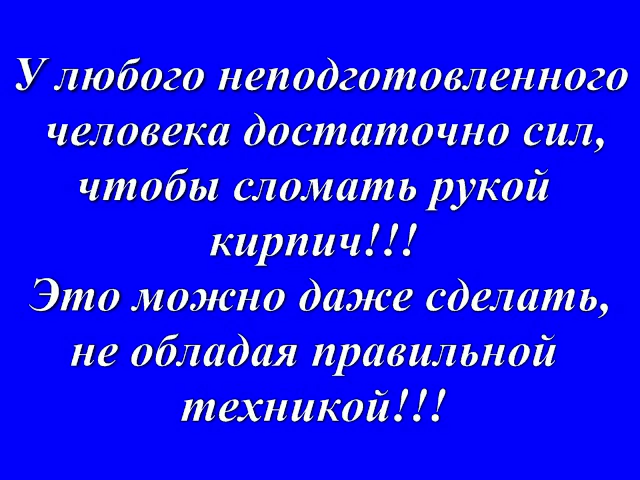 У любого неподготовленного
человека достаточно сил,
чтобы сломать рукой
кирпич!!!
Это можно даже сделать,
не обладая правильной
техникой!!!